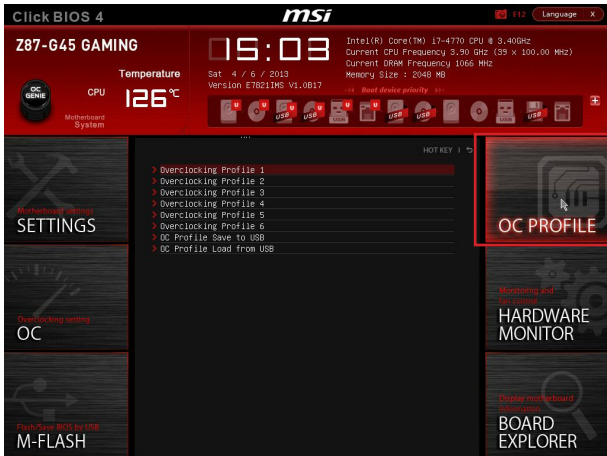 Click BIOS 4
msi
F12
Language
X
Z87-G45 GAMING
OC
GENIE
CPU
Motherboard
System
Temperature
126°C
15:03
Sat 4 / 6 / 2013
Version E7821IMS V1.0B17
Intel(R) Core(TM) i7-4770 CPU @ 3.40GHz
Current CPU Frequency 3.90 GHz (39 x 100.00 MHz)
Current DRAM Frequency 1066 MHz
Memory Size : 2048 MB
Boot device priority
U
U
USB
USB
U
U
USB
USB
U
USB
HOT KEY
Overclocking Profile 1
Overclocking Profile 2
Overclocking Profile 3
Overclocking Profile 4
Overclocking Profile 5
Overclocking Profile 6
OC Profile Save to USB
OC Profile Load from USB
Motherboard settings
SETTINGS
Overclocking setting
OC
Flash/Save BIOS by USB
M-FLASH
OC PROFILE
Monitoring and
fan control
HARDWARE
MONITOR
Display motherboard
information
BOARD
EXPLORER